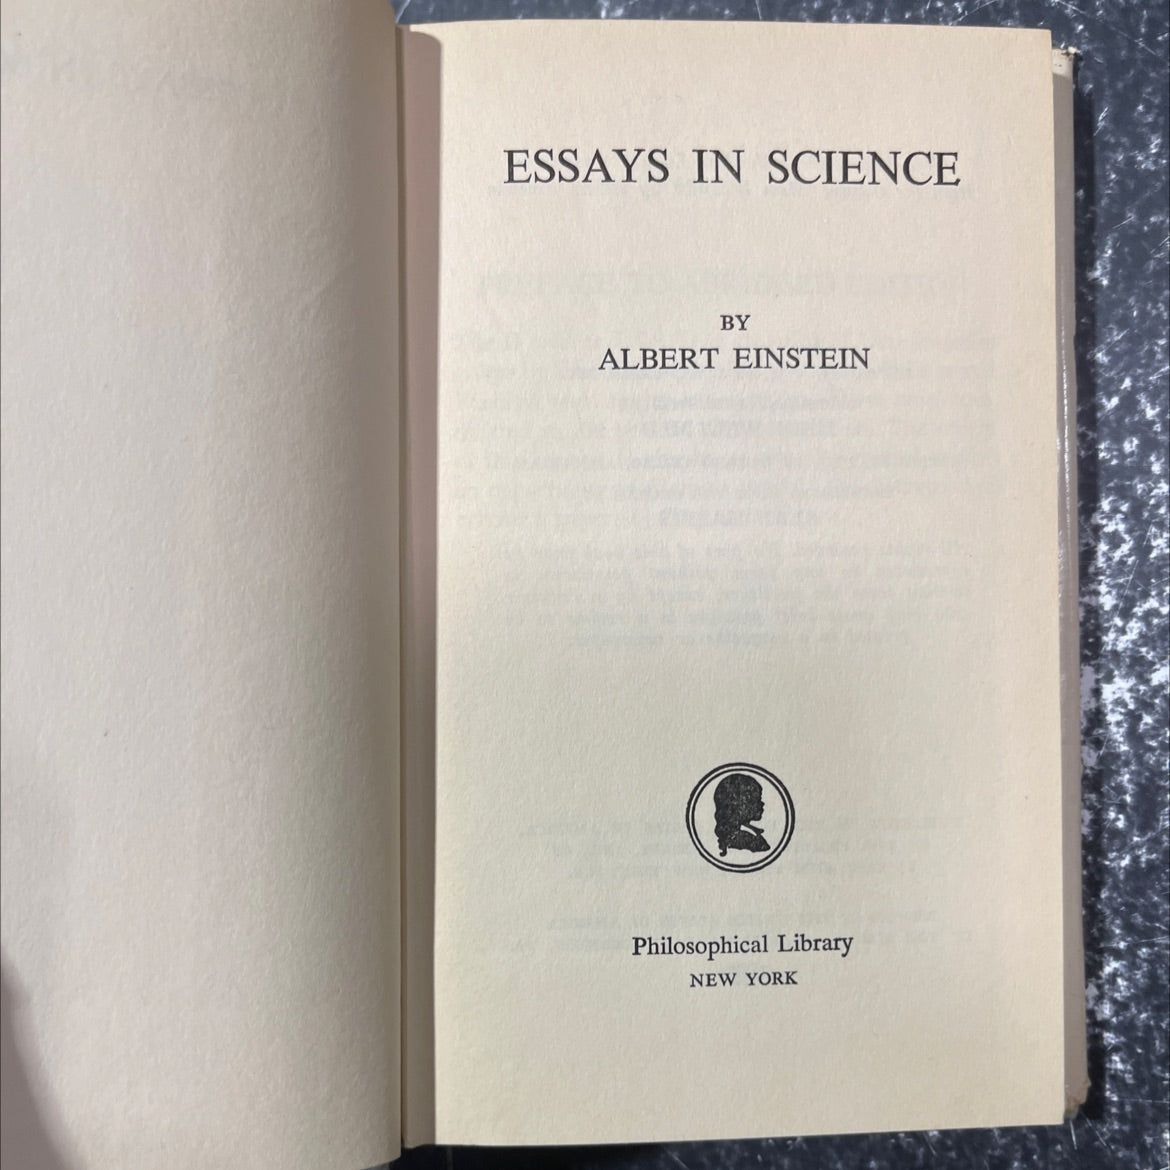 ESSAYS IN SCIENCE
BY
ALBERT EINSTEIN
Philosophical Library
NEW YORK